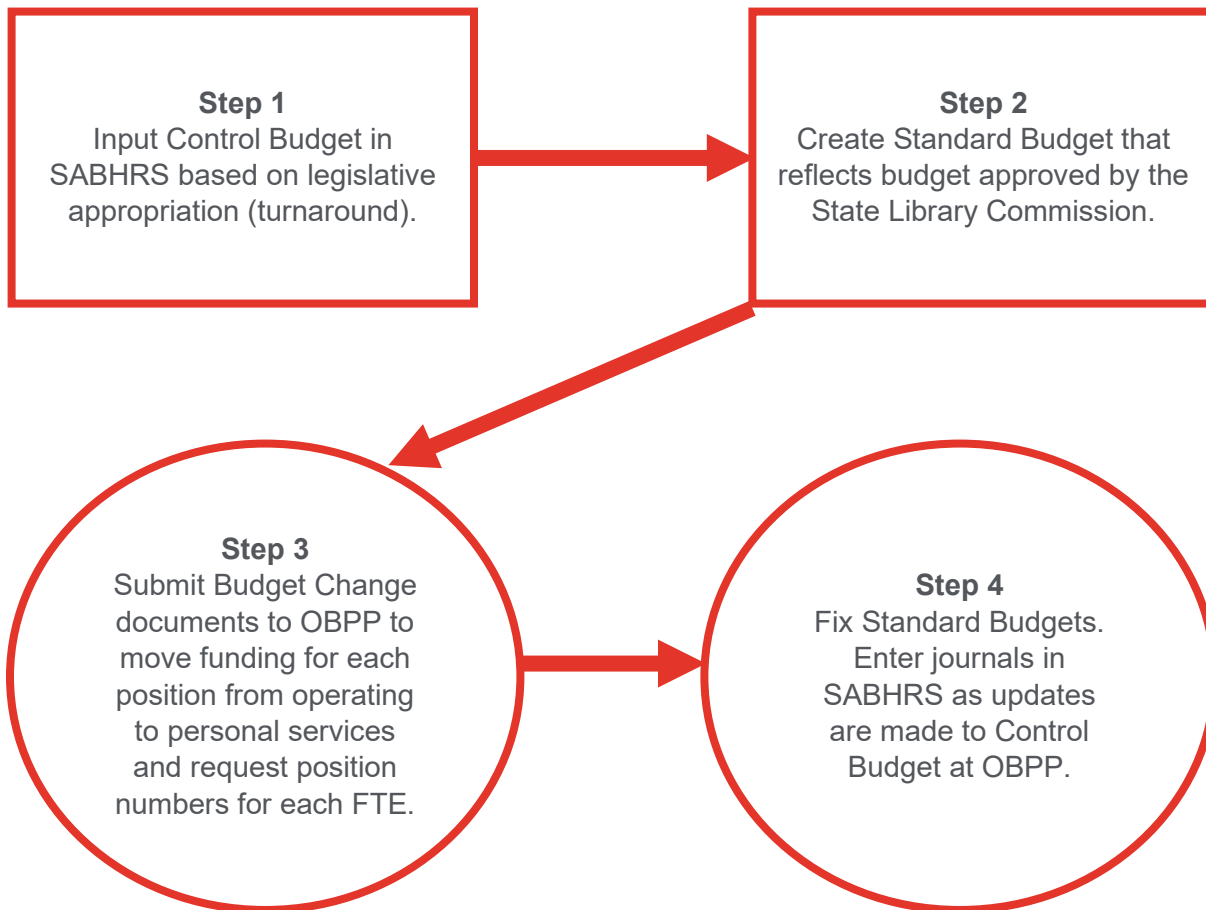 Step 1
Input Control Budget in
SABHRS based on legislative
appropriation (turnaround).
Step 2
Create Standard Budget that
reflects budget approved by the
State Library Commission.
Step 3
Submit Budget Change
documents to OBPP to
move funding for each
position from operating
to personal services
and request position
numbers for each FTE.
Step 4
Fix Standard Budgets.
Enter journals in
SABHRS as updates
are made to Control
Budget at OBPP.